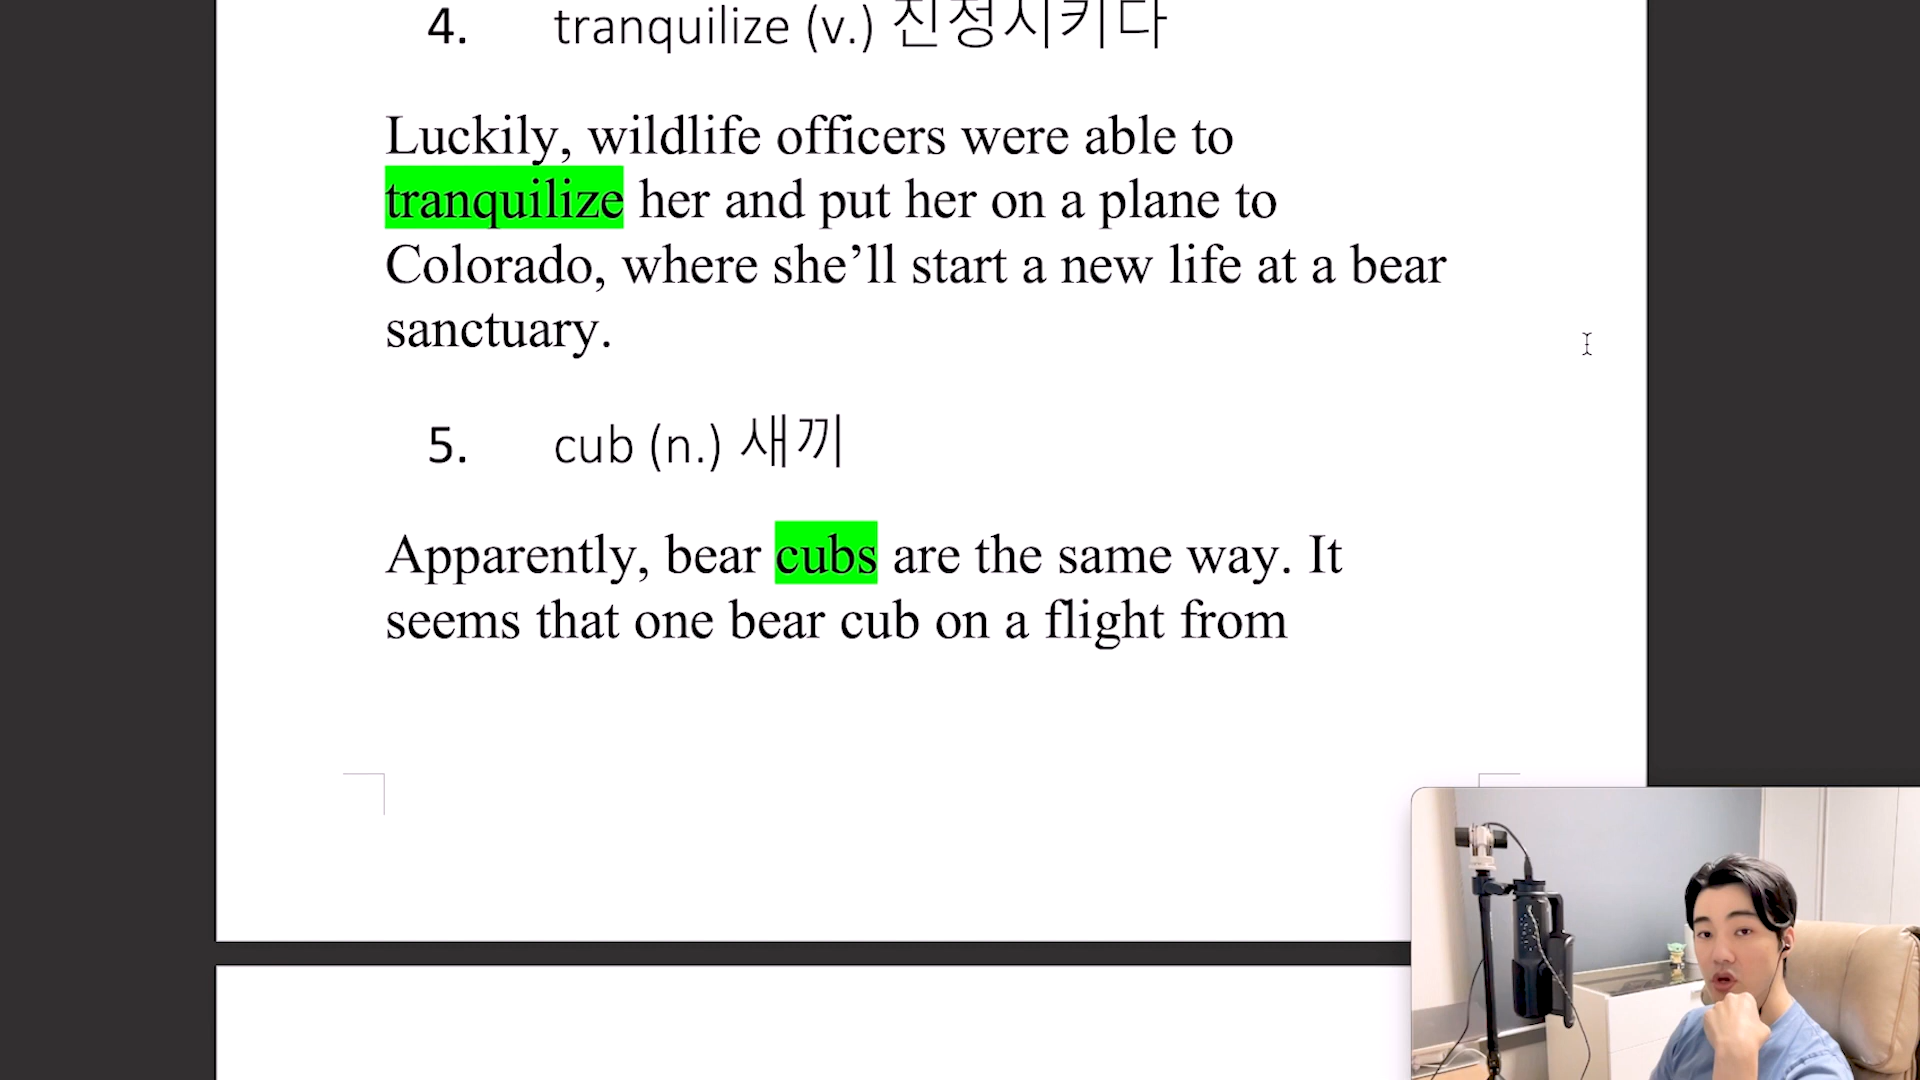 4. tranquilize (v.) 진정시키다
Luckily, wildlife officers were able to
tranquilize her and put her on a plane to
Colorado, where she’ll start a new life at a bear
sanctuary.
5. cub (n.) 새끼
Apparently, bear cubs are the same way. It
seems that one bear cub on a flight from